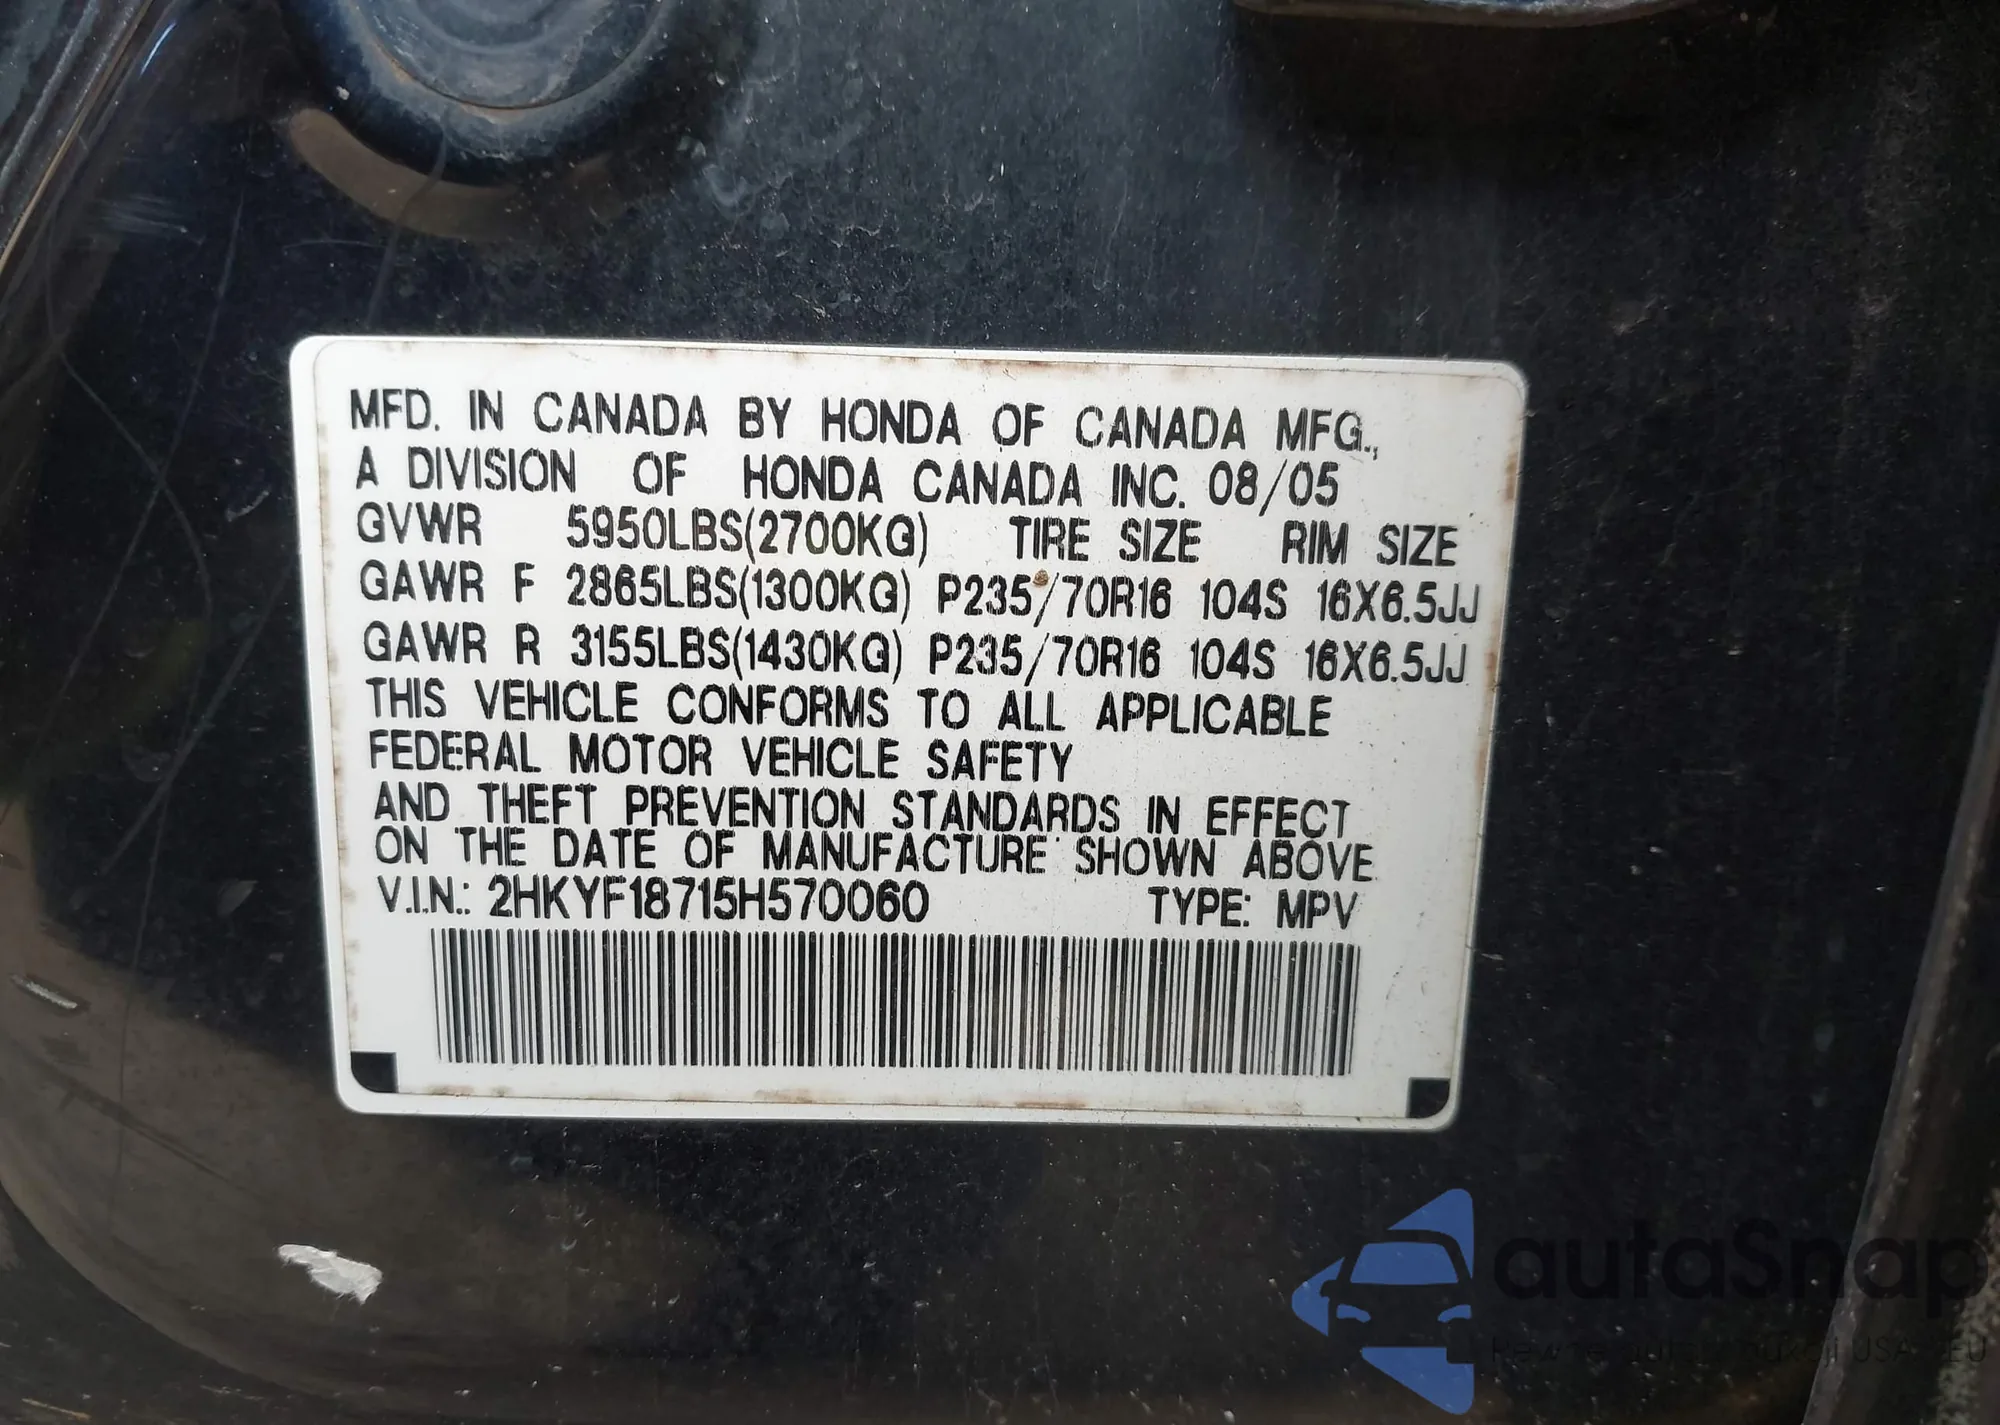 MFD. IN CANADA BY HONDA OF CANADA MFG.,
A DIVISION OF HONDA CANADA INC. 08/05
GVWR 5950LBS(2700KG) TIRE SIZE RIM SIZE
GAWR F 2865LBS(1300KG) P235/70R16 104S 16X6.5JJ
GAWR R 3155LBS(1430KG) P235/70R16 104S 16X6.5JJ
THIS VEHICLE CONFORMS TO ALL APPLICABLE
FEDERAL MOTOR VEHICLE SAFETY
AND THEFT PREVENTION STANDARDS IN EFFECT
ON THE DATE OF MANUFACTURE SHOWN ABOVE
V.I.N.: 2HKYF18715H570060 TYPE: MPV
autaSnap
USA
EU